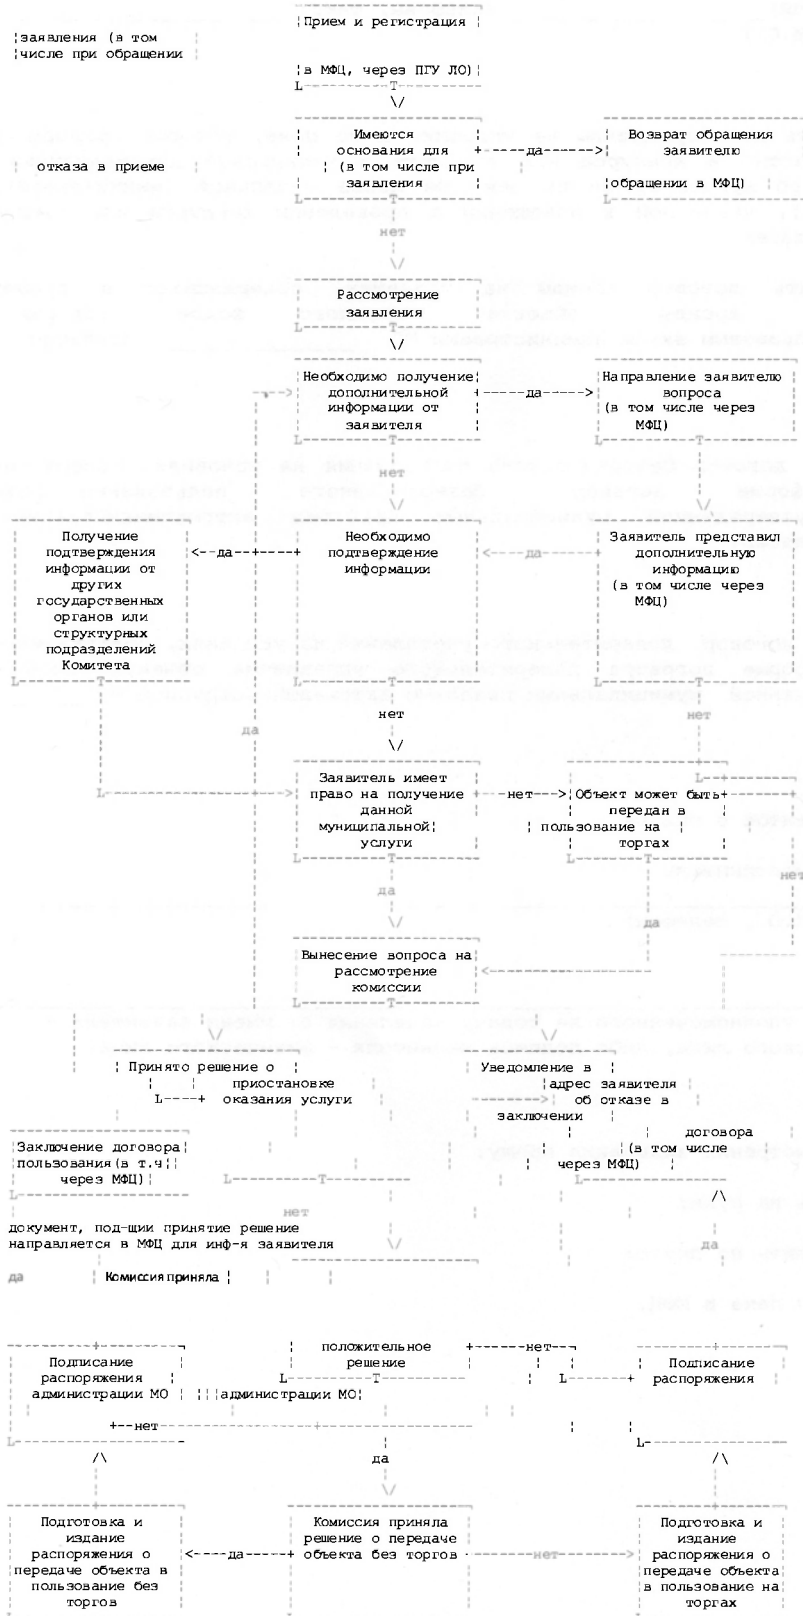 Прием и регистрация
заявления (в том
числе при обращении
в МФЦ, через ПГУ ЛО)
Имеются
основания для
да
Возврат обращения
заявителю
отказа в приеме
(в том числе при
заявления
обращении в МФЦ)
нет
Рассмотрение
заявления
Необходимо получение
дополнительной
информации от
заявителя
да
Направление заявителю
вопроса
(в том числе через
МФЦ)
нет
Получение
подтверждения
информации от
других
государственных
органов или
структурных
подразделений
Комитета
да
Необходимо
подтверждение
информации
да
Заявитель представил
дополнительную
информацию
(в том числе через
МФЦ)
нет
нет
да
Заявитель имеет
право на получение
данной
муниципальной
услуги
нет
Объект может быть
передан в
пользование на
торгах
нет
да
да
Вынесение вопроса на
рассмотрение
комиссии
Принято решение о
приостановке
оказания услуги
Уведомление в
адрес заявителя
об отказе в
заключении
договора
(в том числе
через МФЦ)
Заключение договора
пользования(в т.ч
через МФЦ)
нет
документ, под-щии принятие решение
направляется в МФЦ для инф-я заявителя
да
да
Комиссия приняла
положительное
решение
нет
Подписание
распоряжения
администрации МО
администрации МО
Подписание
распоряжения
нет
да
Подготовка и
издание
распоряжения о
передаче объекта в
пользование без
торгов
да
Комиссия приняла
решение о передаче
объекта без торгов
нет
Подготовка и
издание
распоряжения о
передаче объекта
в пользование на
торгах